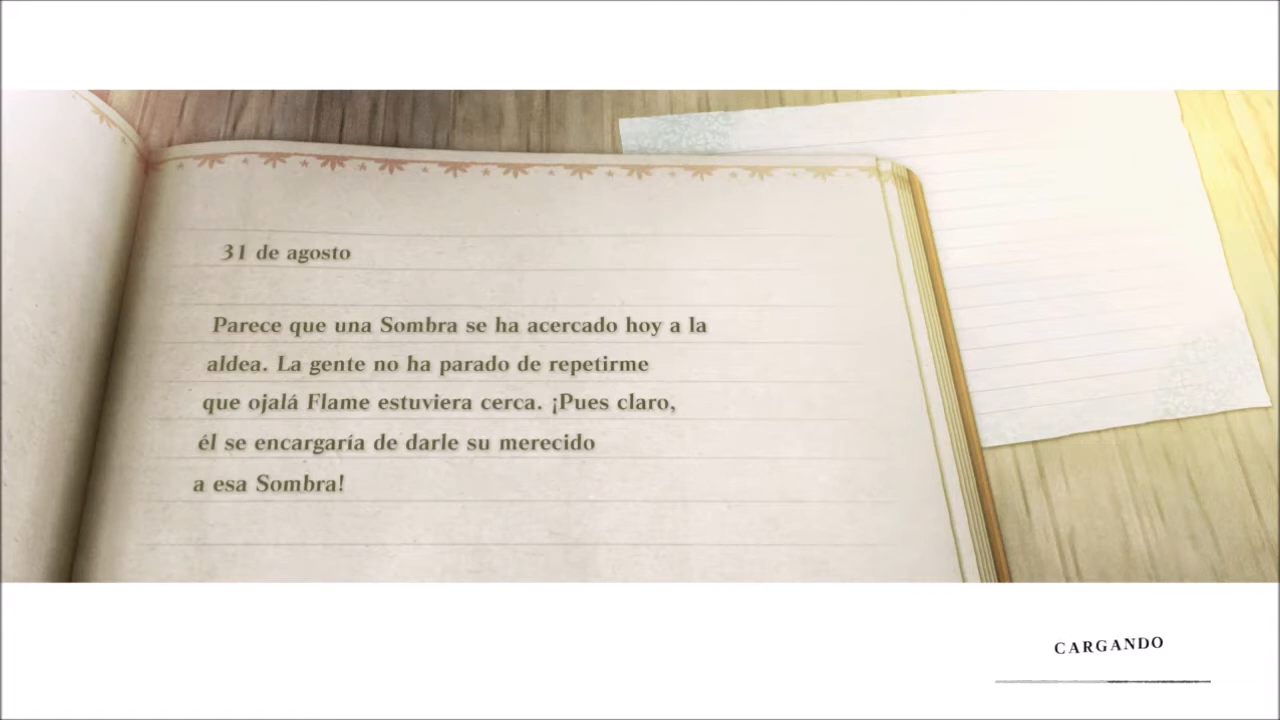 31 de agosto
Parece que una Sombra se ha acercado hoy a la
aldea. La gente no ha parado de repetirme
que ojalá Flame estuviera cerca. ¡Pues claro,
él se encargaría de darle su merecido
a esa Sombra!
CARGANDO